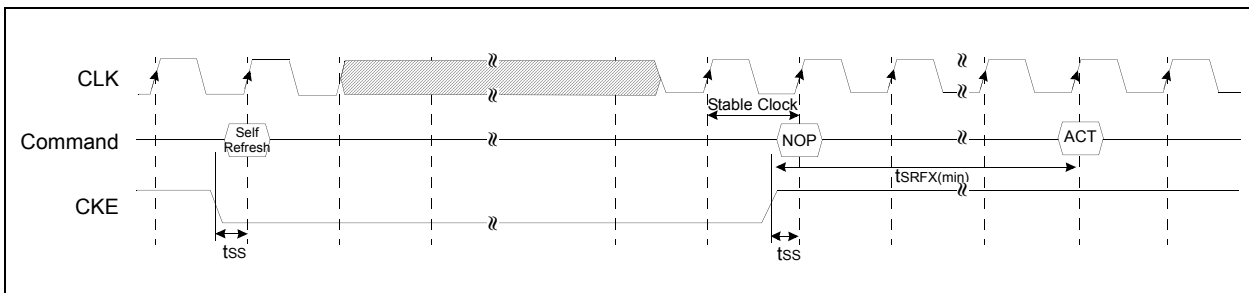 CLK
Stable Clock
Command
Self
Refresh
NOP
ACT
tSRFX(min)
CKE
tss
tss